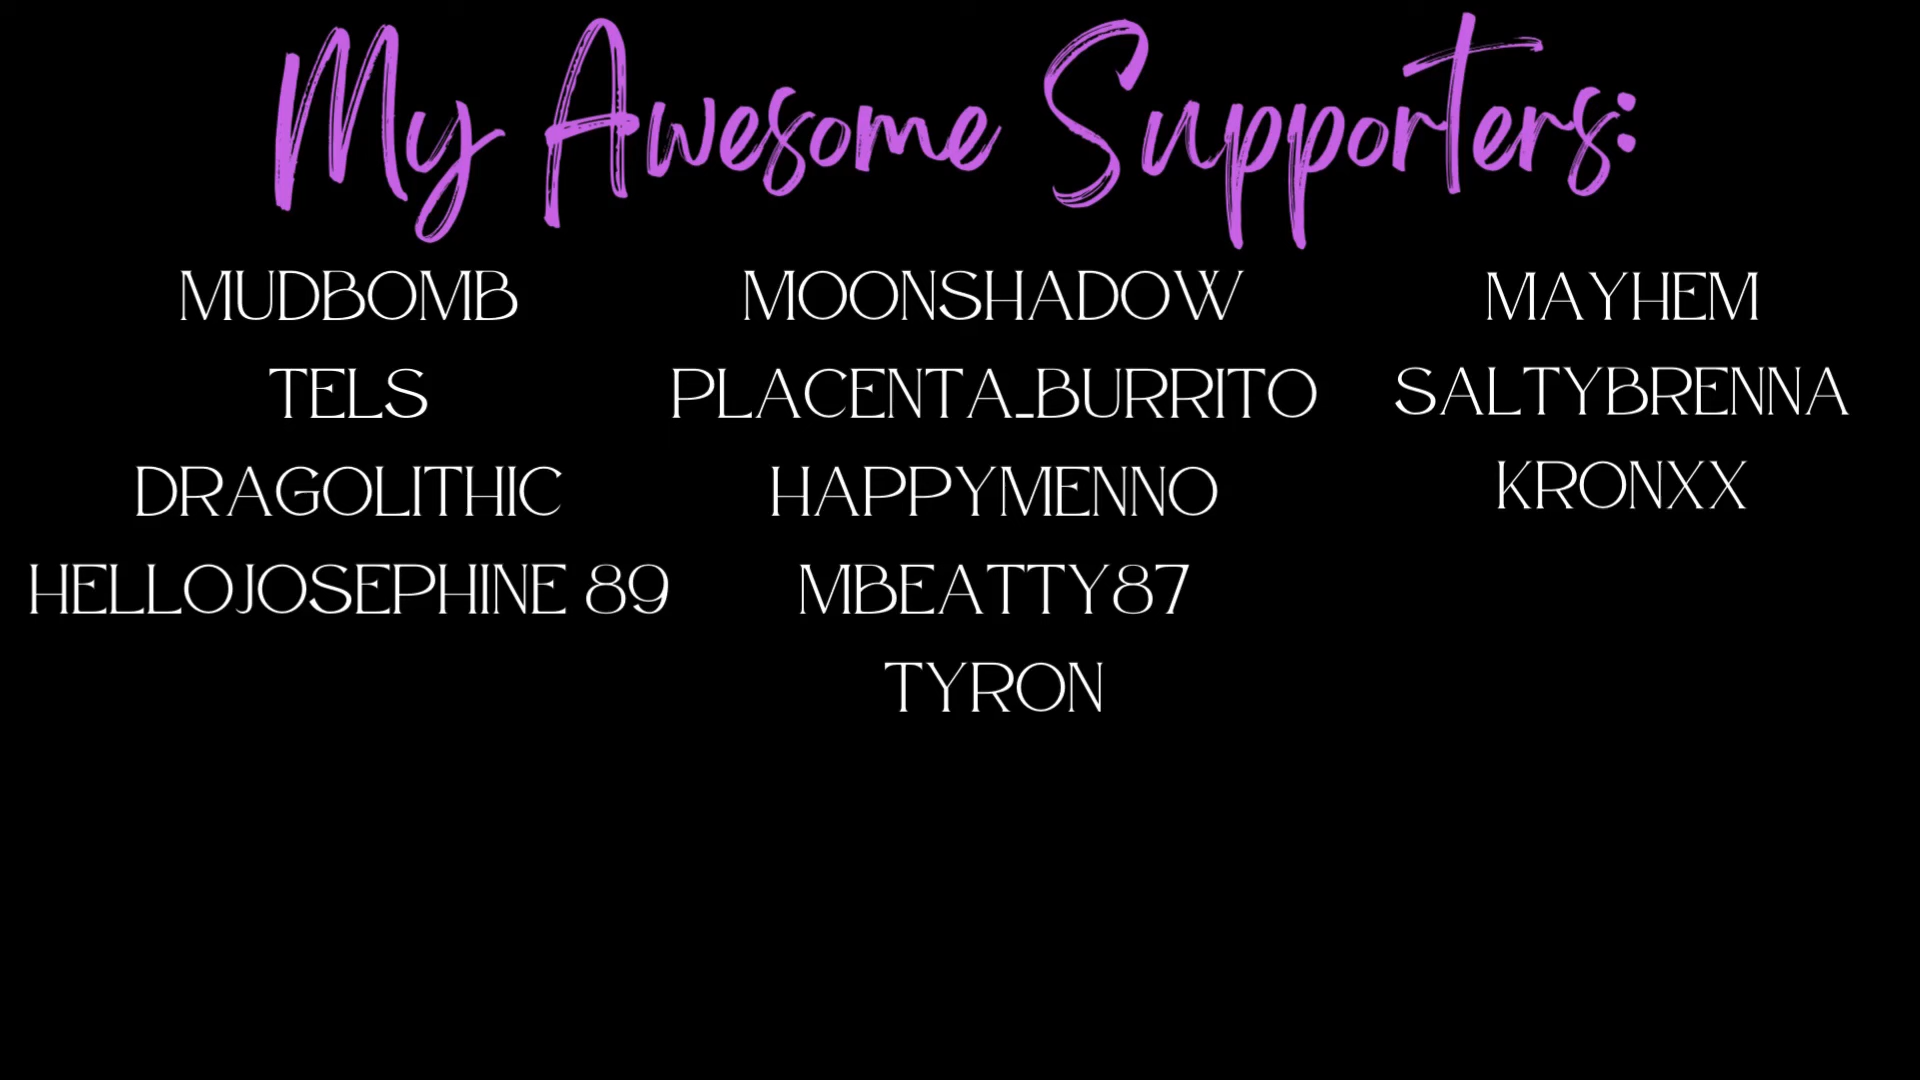 My Awesome Supporters:
MUDBOMB
TELS
DRAGOLITHIC
HELLOJOSEPHINE 89
MOONSHADOW
PLACENTA_BURRITO
HAPPYMENNO
MBEATTY87
TYRON
MAYHEM
SALTYBRENNA
KRONXX